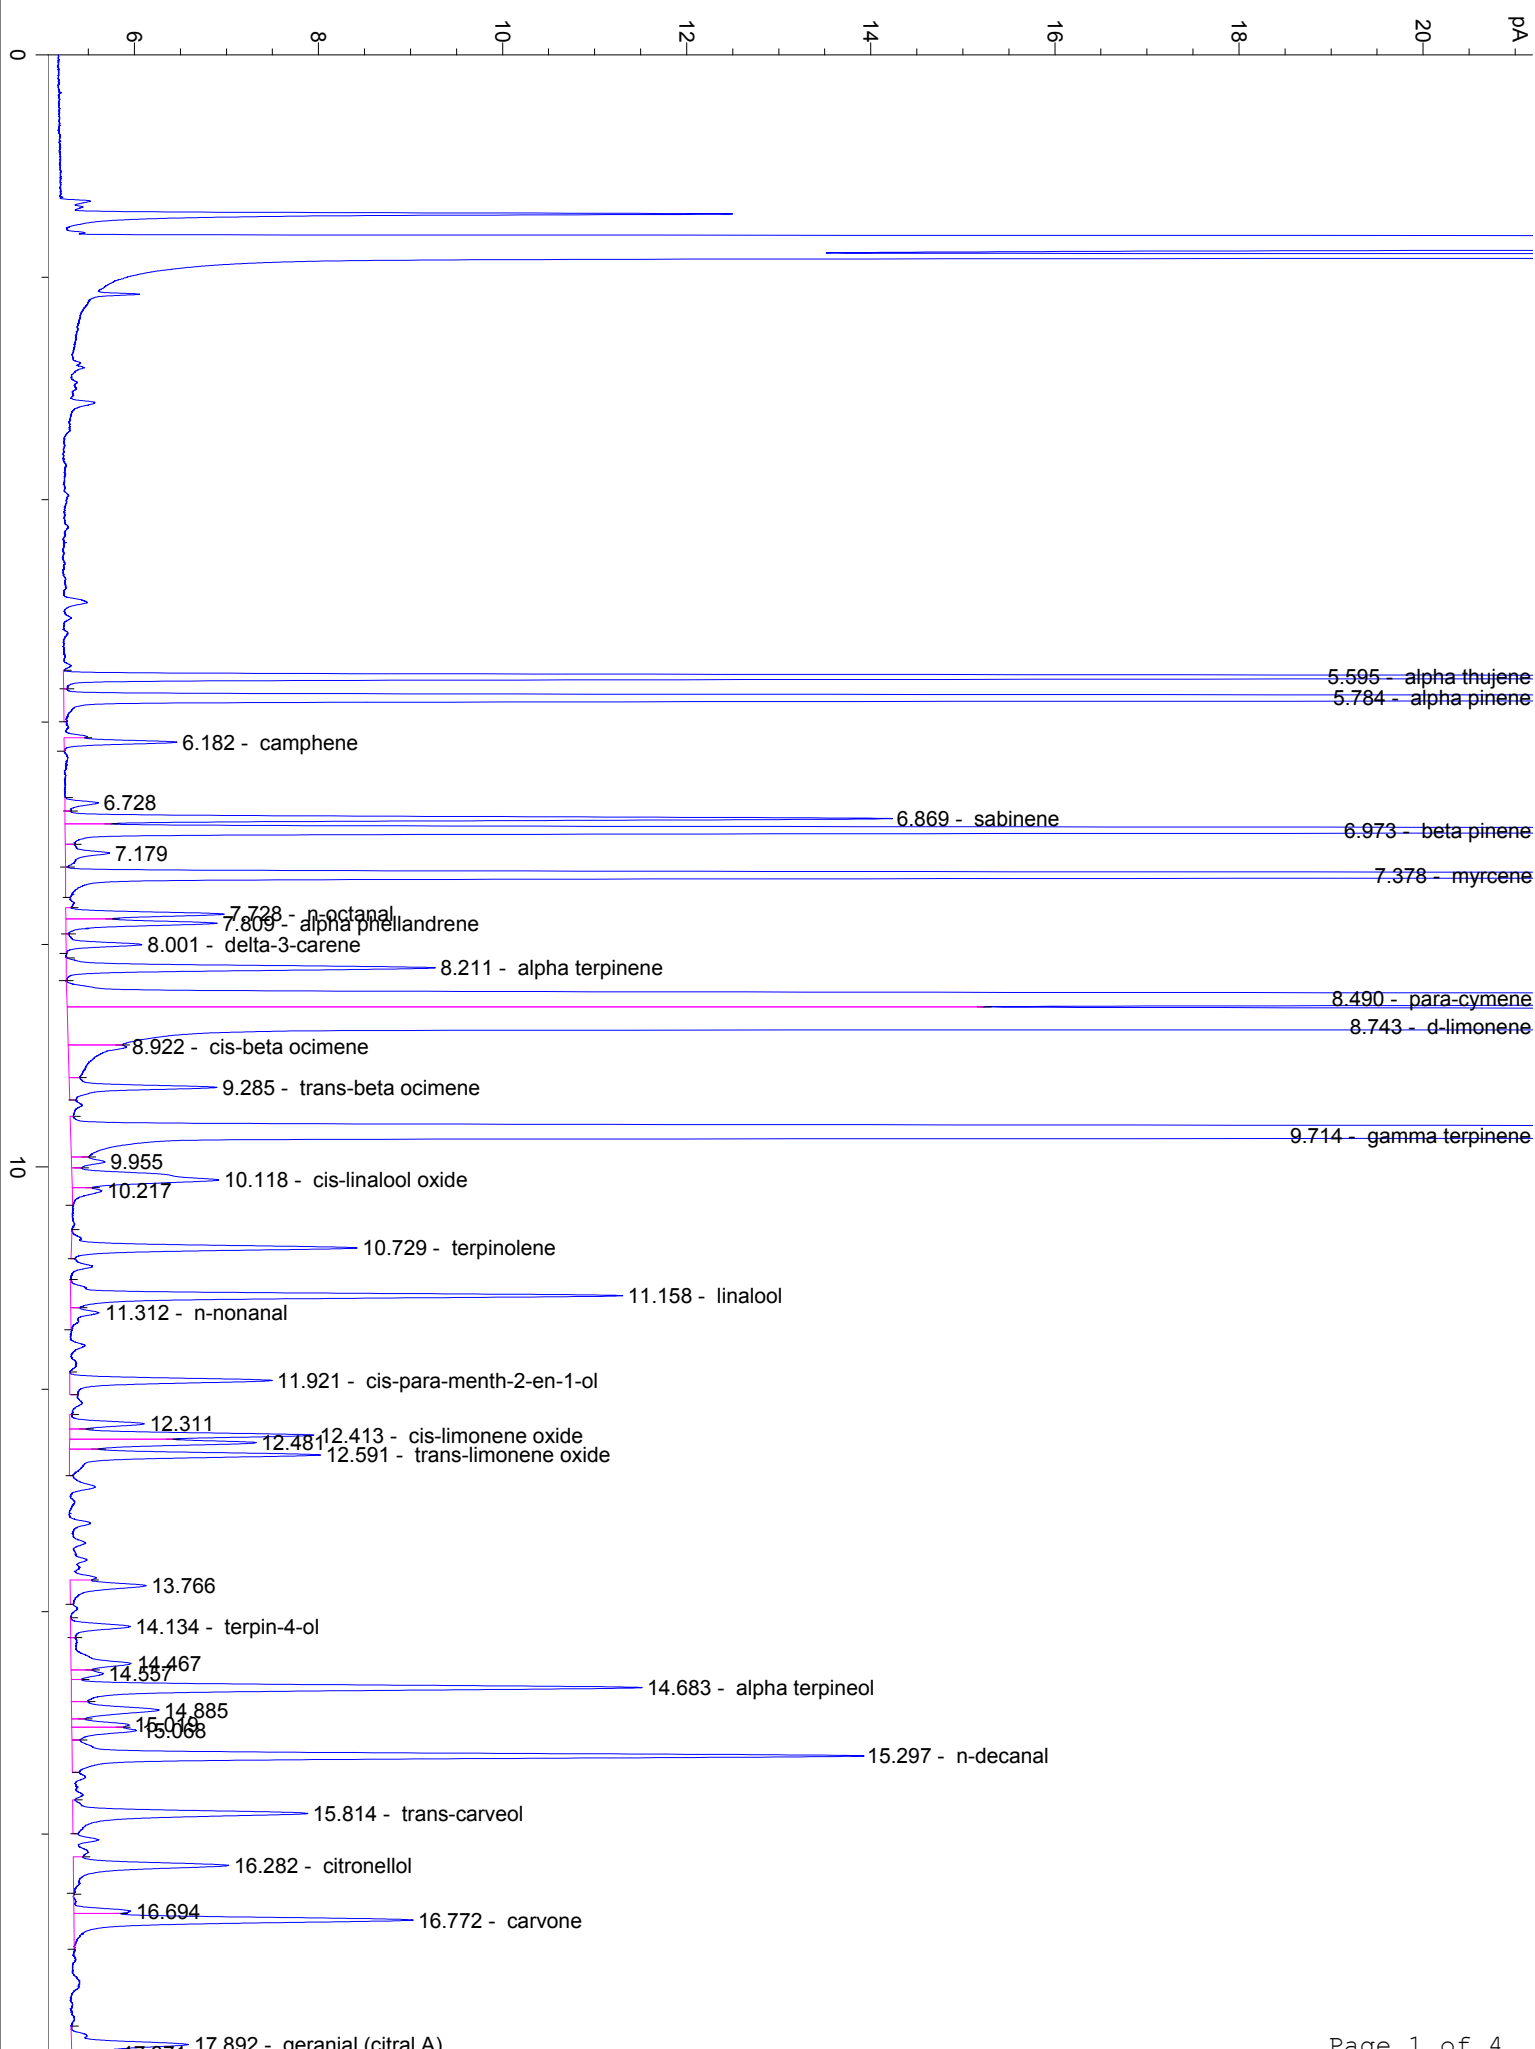 6
8
10
12
14
16
18
20
pA
0
5.595 - alpha thujene
5.784 - alpha pinene
6.182 - camphene
6.728
6.869 - sabinene
6.973 - beta pinene
7.179
7.378 - myrcene
7.728 - n-octanal
7.809 - alpha phellandrene
8.001 - delta-3-carene
8.211 - alpha terpinene
8.490 - para-cymene
8.743 - d-limonene
8.922 - cis-beta ocimene
9.285 - trans-beta ocimene
9.714 - gamma terpinene
9.955
10
10.118 - cis-linalool oxide
10.217
10.729 - terpinolene
11.158 - linalool
11.312 - n-nonanal
11.921 - cis-para-menth-2-en-1-ol
12.311
12.413 - cis-limonene oxide
12.481
12.591 - trans-limonene oxide
13.766
14.134 - terpin-4-ol
14.467
14.557
14.683 - alpha terpineol
14.885
15.019
15.068
15.297 - n-decanal
15.814 - trans-carveol
16.282 - citronellol
16.694
16.772 - carvone
17.892 - geranial (citral A)
Page 1 of 4